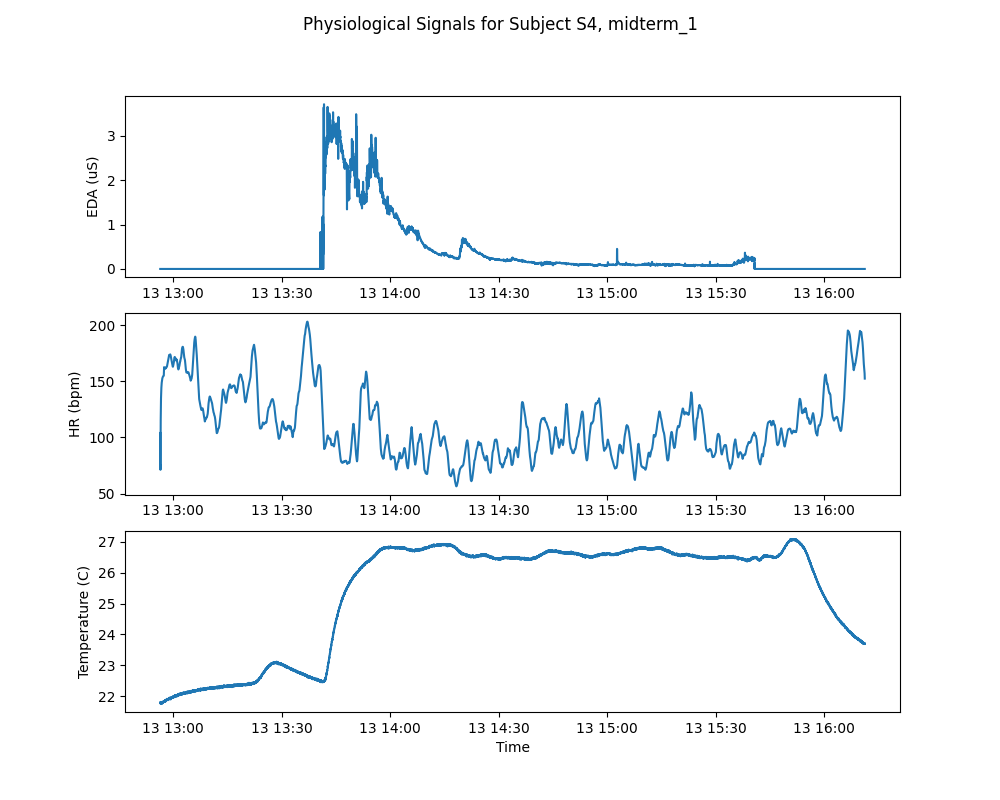 Physiological Signals for Subject S4, midterm_1
EDA (uS)
3
2
1
0
13 13:00 13 13:30 13 14:00 13 14:30 13 15:00 13 15:30 13 16:00
HR (bpm)
200
150
100
50
13 13:00 13 13:30 13 14:00 13 14:30 13 15:00 13 15:30 13 16:00
Temperature (C)
27
26
25
24
23
22
13 13:00 13 13:30 13 14:00 13 14:30 13 15:00 13 15:30 13 16:00
Time